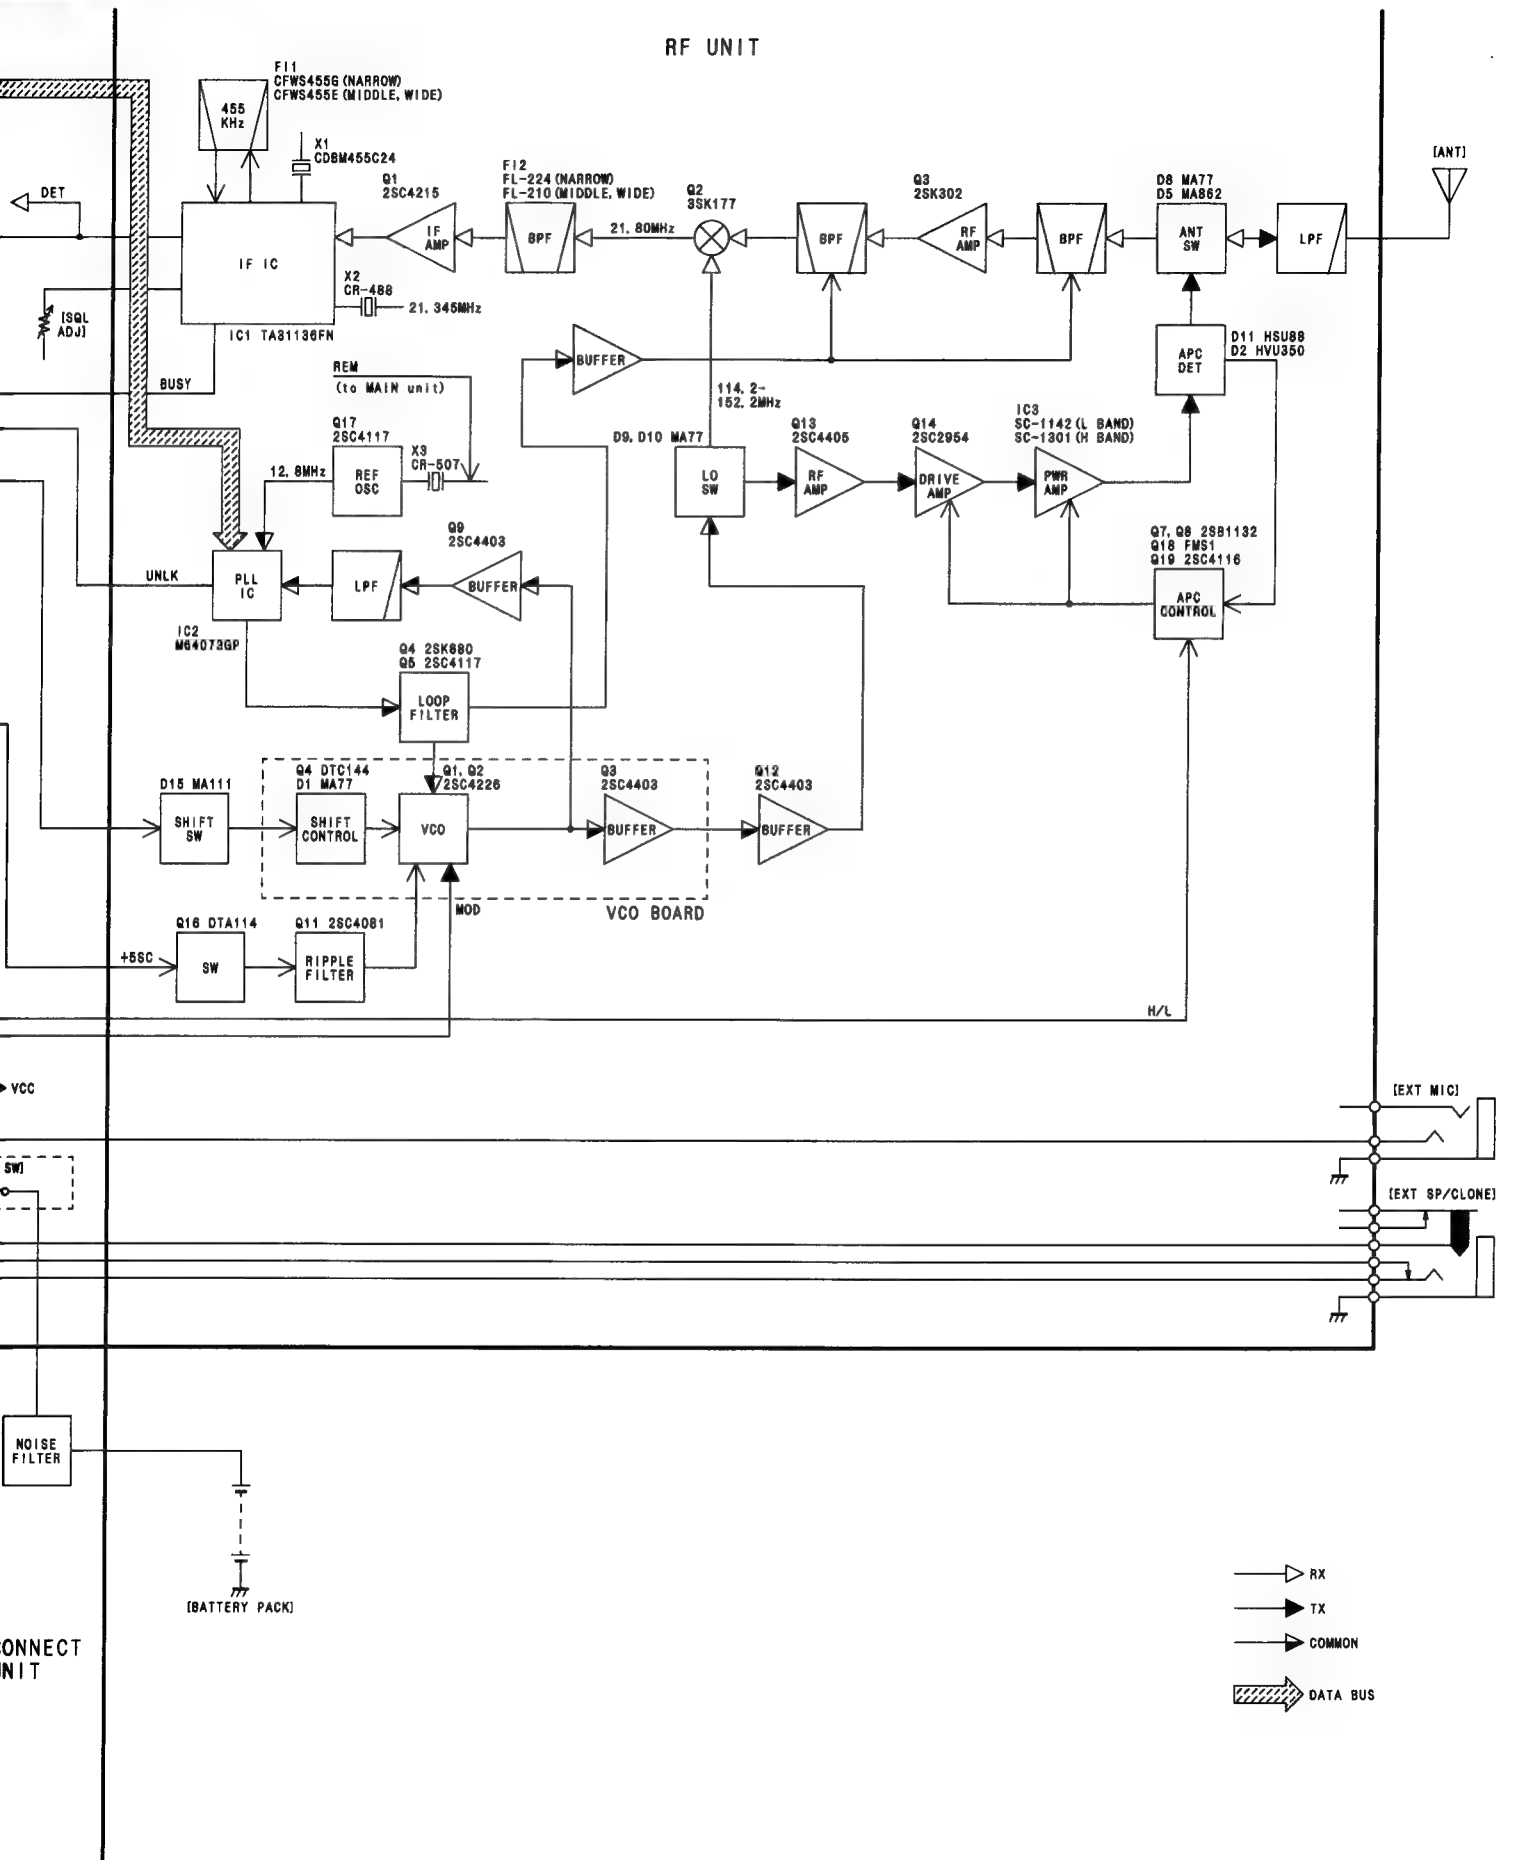 RF UNIT
FI1
CFWS455G (NARROW)
CFWS455E (MIDDLE, WIDE)
455
KHz
X1
CDBM455C24
[ANT]
DET
Q1
2SC4215
FI2
FL-224 (NARROW)
FL-210 (MIDDLE, WIDE)
Q2
3SK177
Q3
2SK302
D8 MA77
D5 MA862
IF IC
IF
AMP
BPF
21.80MHz
BPF
RF
AMP
BPF
ANT
SW
LPF
X2
CR-488
21.345MHz
[SQL
ADJ]
IC1 TA31136FN
BUFFER
APC
DET
D11 HSU88
D2 HVU350
BUSY
REM
(to MAIN unit)
114.2-
152.2MHz
Q17
2SC4117
X3
CR-507
12.8MHz
REF
OSC
D9, D10 MA77
LO
SW
Q13
2SC4405
RF
AMP
Q14
2SC2954
DRIVE
AMP
IC3
SC-1142 (L BAND)
SC-1301 (H BAND)
PWR
AMP
Q9
2SC4403
Q7, Q8 2SB1132
Q18 FMS1
Q19 2SC4116
UNLK
PLL
IC
LPF
BUFFER
APC
CONTROL
IC2
M64073GP
Q4 2SK880
Q5 2SC4117
LOOP
FILTER
D15 MA111
SHIFT
SW
Q4 DTC144
D1 MA77
SHIFT
CONTROL
Q1, Q2
2SC4226
VCO
Q3
2SC4403
BUFFER
Q12
2SC4403
BUFFER
MOD
VCO BOARD
Q16 DTA114
Q11 2SC4081
+5SC
SW
RIPPLE
FILTER
H/L
VCC
[EXT MIC]
SW]
[EXT SP/CLONE]
NOISE
FILTER
[BATTERY PACK]
RX
TX
COMMON
DATA BUS
CONNECT
UNIT